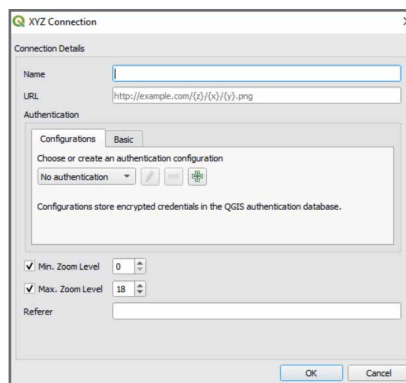 XYZ Connection
Connection Details
Name
URL http://example.com/{z}/{x}/{y}.png
Authentication
Configurations Basic
Choose or create an authentication configuration
No authentication
Configurations store encrypted credentials in the QGIS authentication database.
Min. Zoom Level 0
Max. Zoom Level 18
Referer
OK Cancel